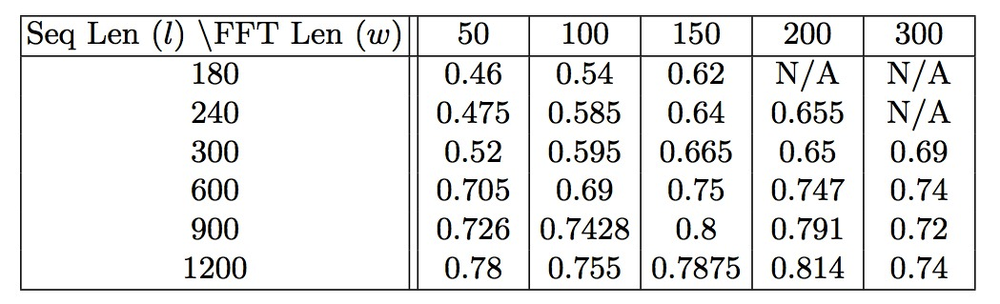 Seq Len (l) \FFT Len (w) 50 100 150 200 300
180 0.46 0.54 0.62 N/A N/A
240 0.475 0.585 0.64 0.655 N/A
300 0.52 0.595 0.665 0.65 0.69
600 0.705 0.69 0.75 0.747 0.74
900 0.726 0.7428 0.8 0.791 0.72
1200 0.78 0.755 0.7875 0.814 0.74